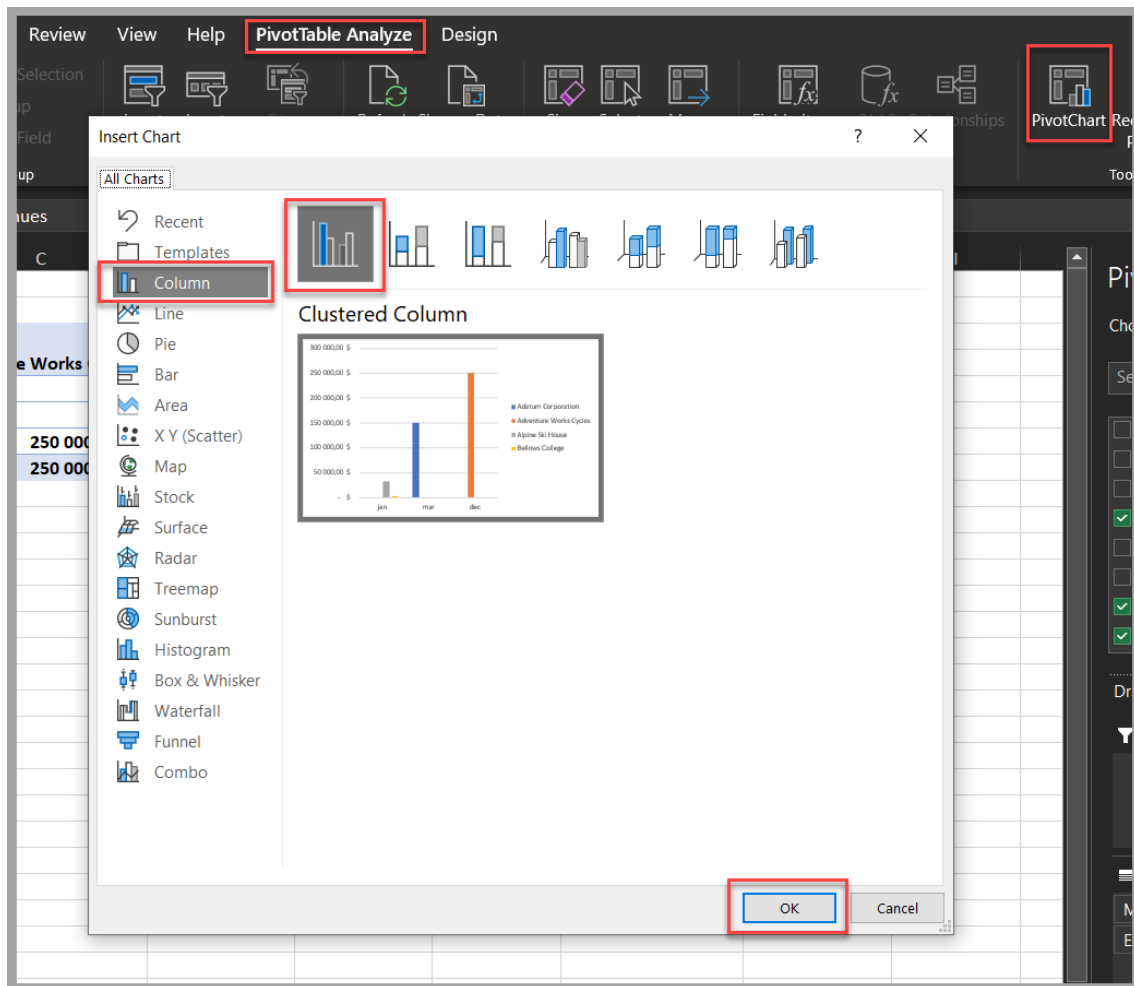 Review View Help PivotTable Analyze Design
Selection
up
Field
onships
PivotChart
up
Insert Chart ?
All Charts
C
Recent
Templates
Column
Line
Pie
Bar
Area
X Y (Scatter)
Map
Stock
Surface
Radar
Treemap
Sunburst
Histogram
Box & Whisker
Waterfall
Funnel
Combo
Clustered Column
300 000,00 $
250 000,00 $
200 000,00 $
150 000,00 $
100 000,00 $
50 000,00 $
- $
jan mar dec
Adatum Corporation
Adventure Works Cycles
Alpine Ski House
Bellows College
e Works
250 000
250 000
OK Cancel